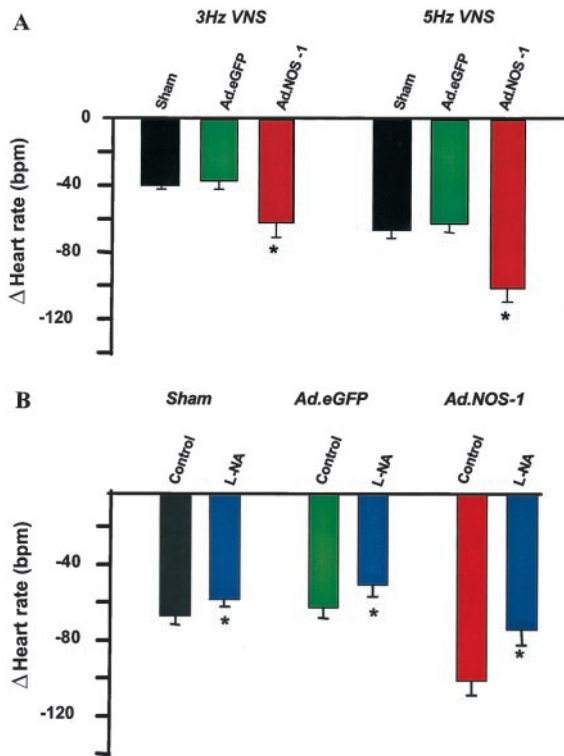 A
3Hz VNS 5Hz VNS
Sham Ad.eGFP Ad.NOS -1 Sham Ad.eGFP Ad.NOS -1
0
-40
-80
-120
Δ Heart rate (bpm)
* *
B
Sham Ad.eGFP Ad.NOS-1
Control L-NA Control L-NA Control L-NA
-40
-80
-120
Δ Heart rate (bpm)
* * *